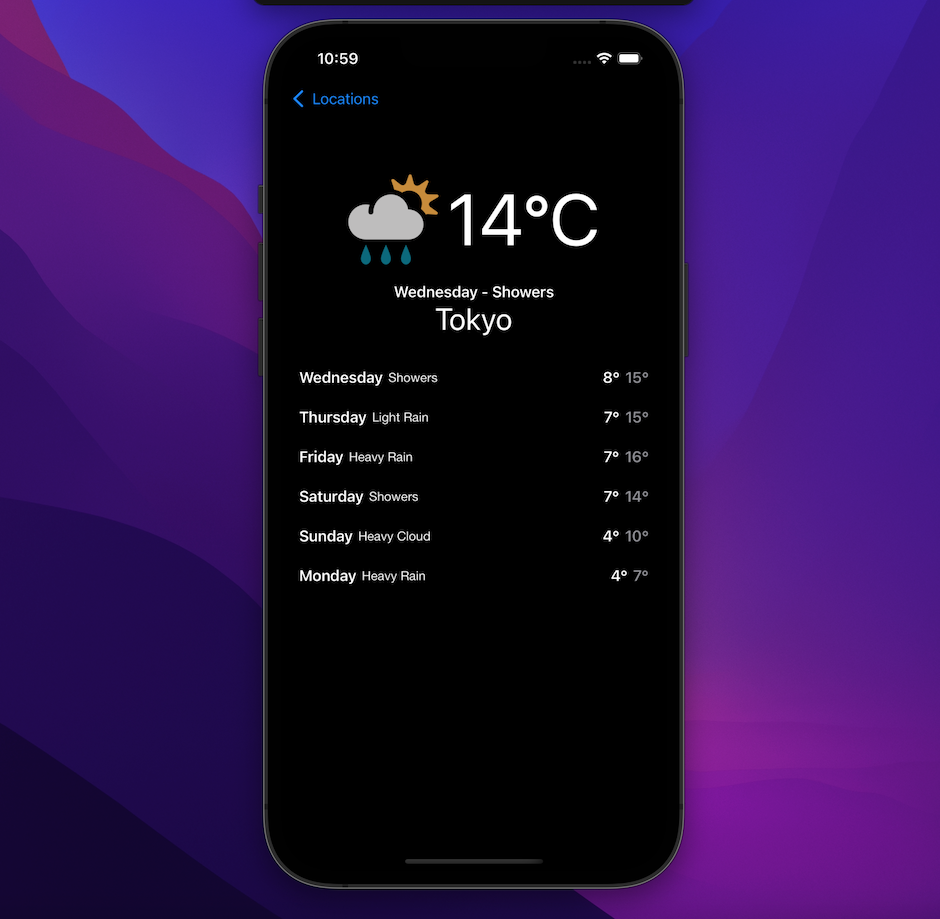 10:59
Locations
14°C
Wednesday - Showers
Tokyo
Wednesday Showers 8° 15°
Thursday Light Rain 7° 15°
Friday Heavy Rain 7° 16°
Saturday Showers 7° 14°
Sunday Heavy Cloud 4° 10°
Monday Heavy Rain 4° 7°